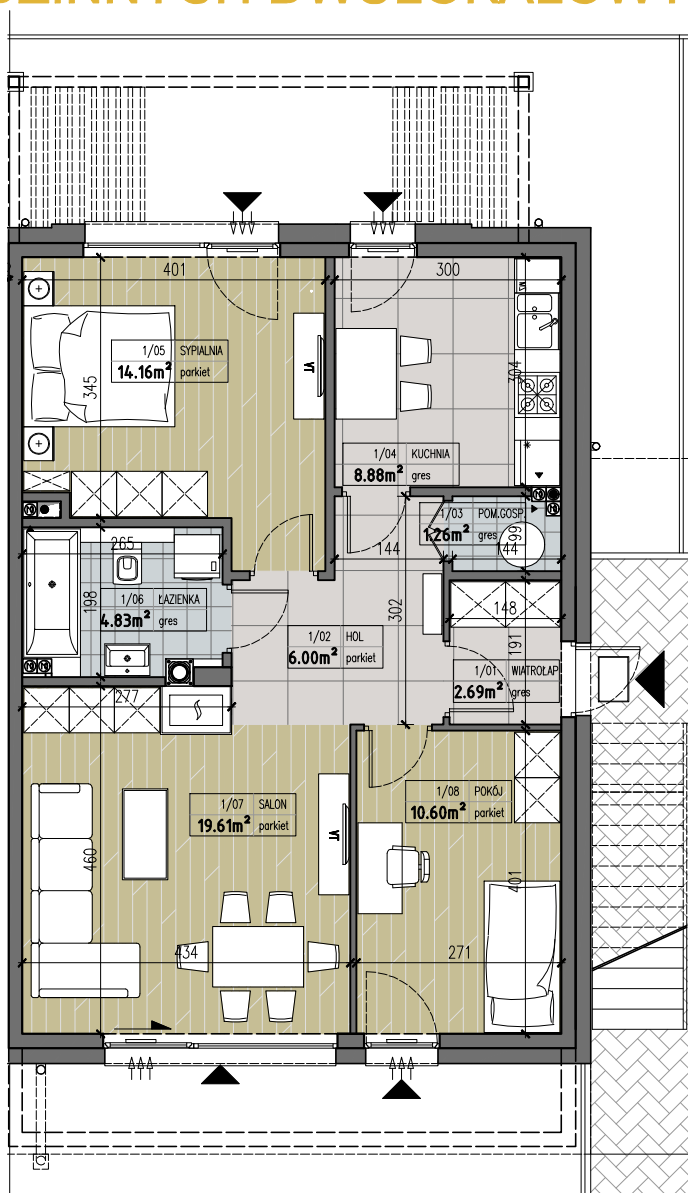 401
300
1/05 SYPIALNIA
14.16m² parkiet
345
TV
304
1/04 KUCHNIA
8.88m² gres
1/03 POM.GOSP.
1.26m² gres
99
144
144
265
198
1/06 ŁAZIENKA
4.83m² gres
302
148
191
1/02 HOL
6.00m² parkiet
1/01 WIATROŁAP
2.69m² gres
277
1/07 SALON
19.61m² parkiet
1/08 POKÓJ
10.60m² parkiet
TV
460
401
434
271